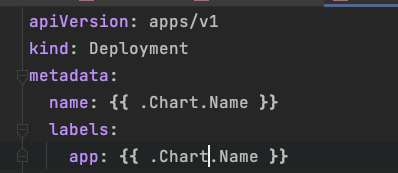 apiVersion: apps/v1
kind: Deployment
metadata:
  name: {{ .Chart.Name }}
  labels:
    app: {{ .Chart.Name }}